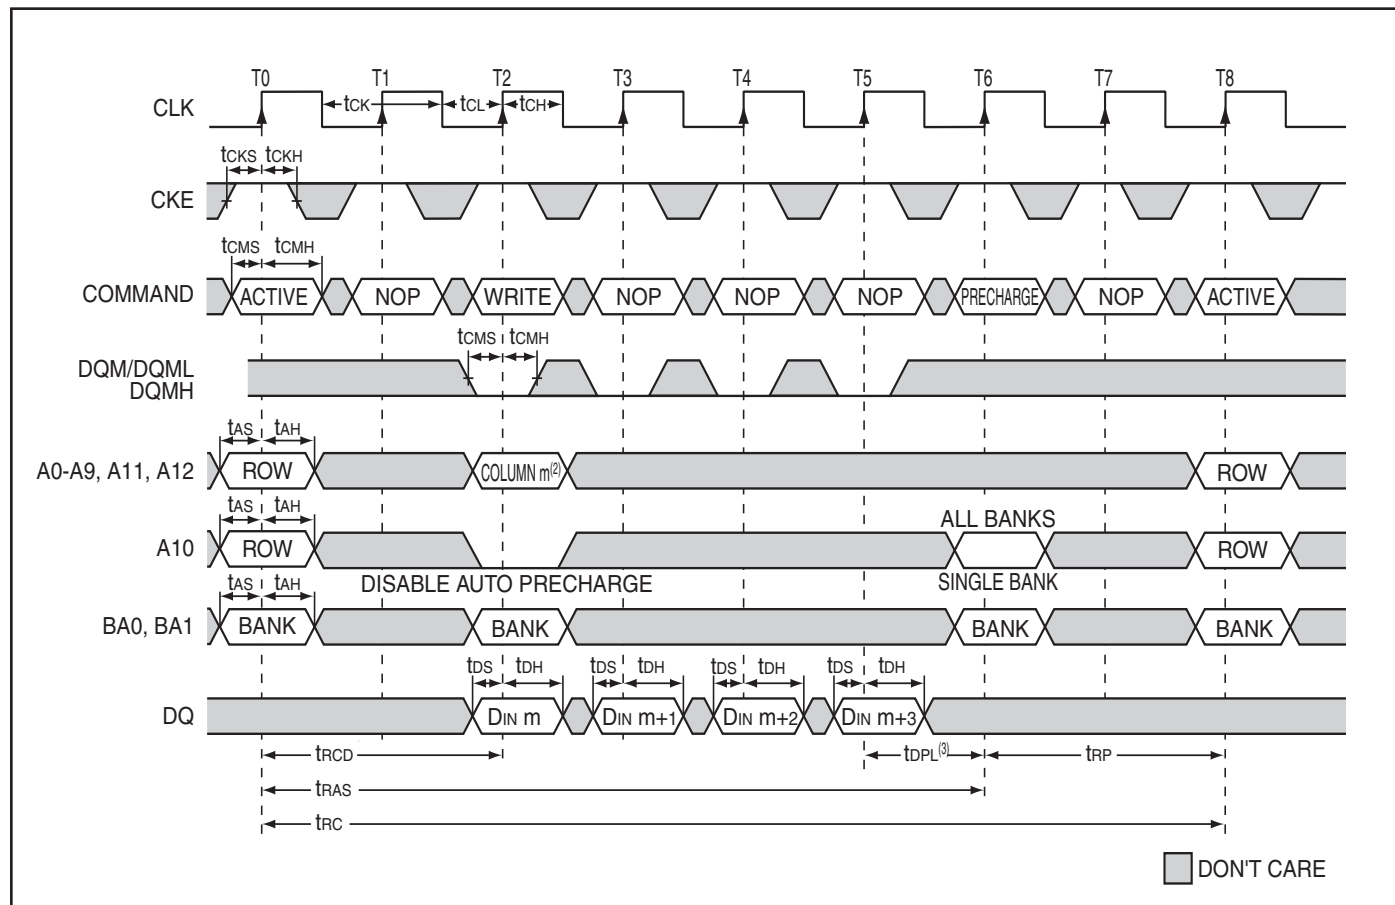 T0 T1 T2 T3 T4 T5 T6 T7 T8
CLK tCK tCL tCH
tCKS tCKH
CKE
tCMS tCMH
COMMAND ACTIVE NOP WRITE NOP NOP NOP PRECHARGE NOP ACTIVE
tCMS tCMH
DQM/DQML
DQMH
tAS tAH
A0-A9, A11, A12 ROW COLUMN m(2) ROW
tAS tAH ALL BANKS
A10 ROW ROW
DISABLE AUTO PRECHARGE SINGLE BANK
tAS tAH
BA0, BA1 BANK BANK BANK BANK
tDS tDH tDS tDH tDS tDH tDS tDH
DQ DIN m DIN m+1 DIN m+2 DIN m+3
tRCD tDPL(3) tRP
tRAS
tRC
DON'T CARE